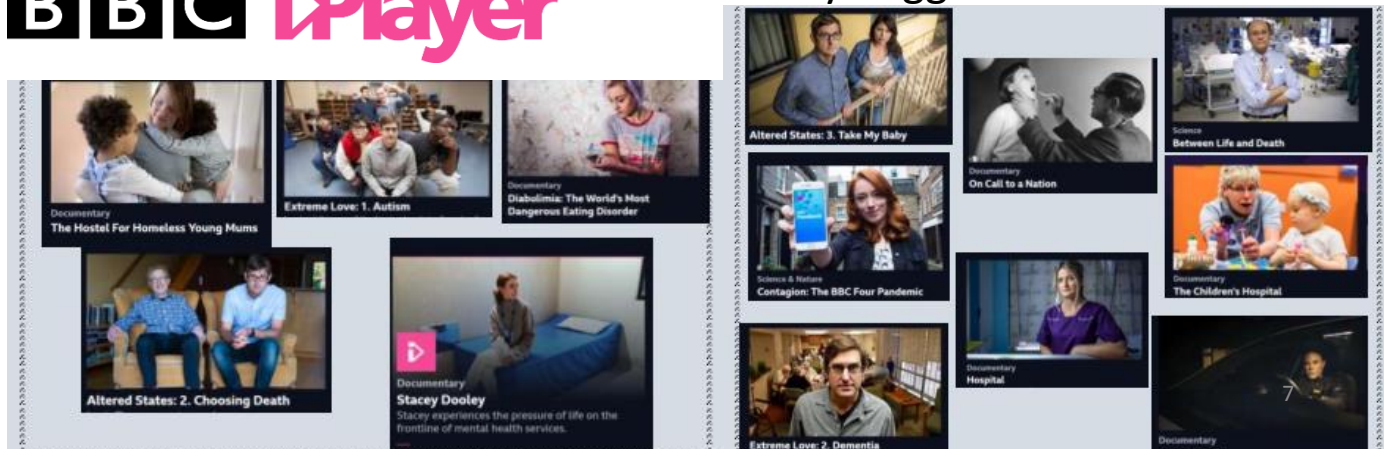 BBC iPlayer
Documentary
The Hostel For Homeless Young Mums
Extreme Love: 1. Autism
Documentary
Diabulimia: The World's Most
Dangerous Eating Disorder
Altered States: 2. Choosing Death
Documentary
Stacey Dooley
Stacey experiences the pressure of life on the
frontline of mental health services.
Altered States: 3. Take My Baby
Documentary
On Call to a Nation
Science
Between Life and Death
Science & Nature
Contagion: The BBC Four Pandemic
Documentary
The Children's Hospital
Documentary
Hospital
Extreme Love: 2. Dementia
7
Documentary